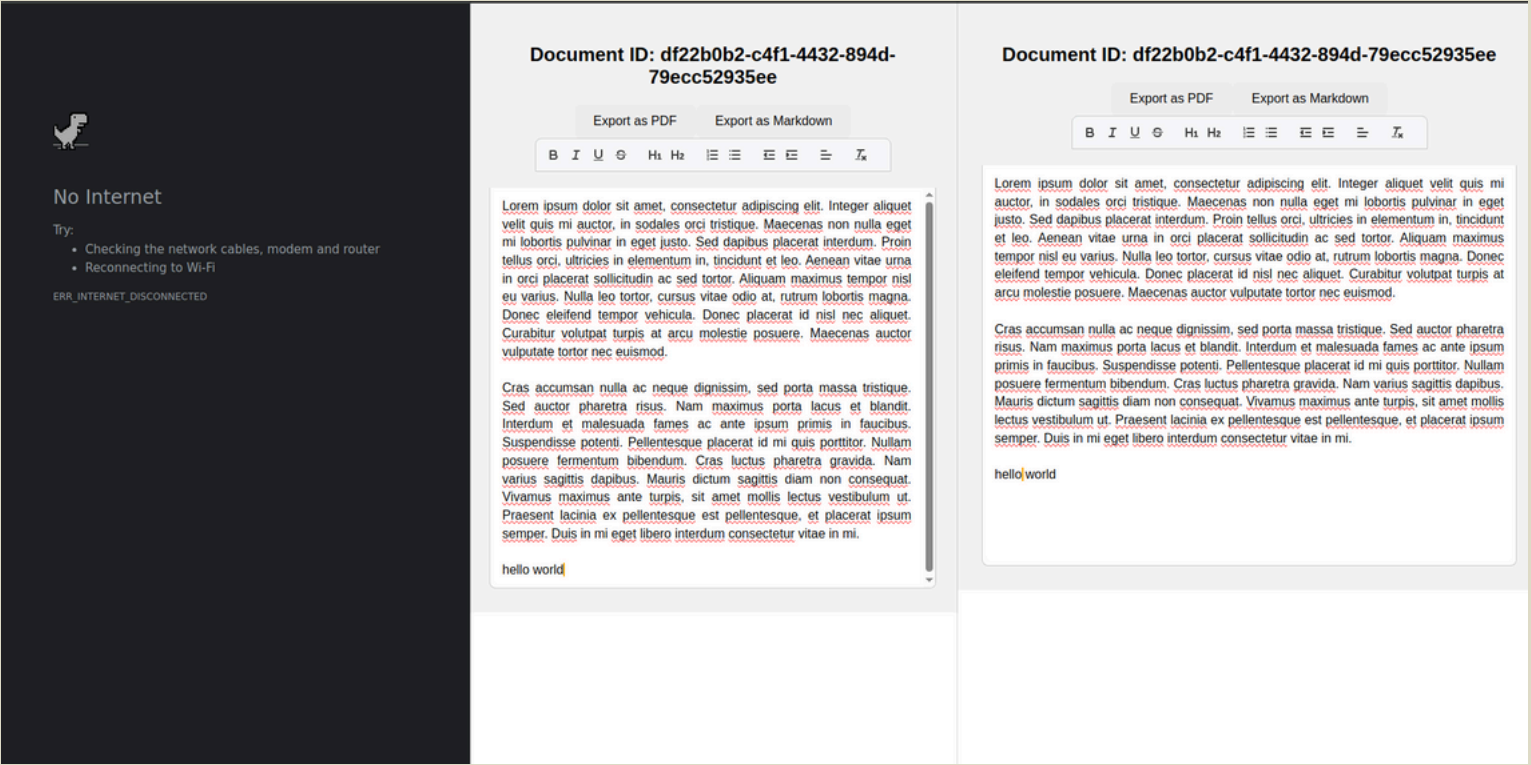 No Internet
Try:
• Checking the network cables, modem and router
• Reconnecting to Wi-Fi
ERR_INTERNET_DISCONNECTED
Document ID: df22b0b2-c4f1-4432-894d-
79ecc52935ee
Export as PDF Export as Markdown
B I U S H1 H2
Lorem ipsum dolor sit amet, consectetur adipiscing elit. Integer aliquet
velit quis mi auctor, in sodales orci tristique. Maecenas non nulla eget
mi lobortis pulvinar in eget justo. Sed dapibus placerat interdum. Proin
tellus orci, ultricies in elementum in, tincidunt et leo. Aenean vitae urna
in orci placerat sollicitudin ac sed tortor. Aliquam maximus tempor nisl
eu varius. Nulla leo tortor, cursus vitae odio at, rutrum lobortis magna.
Donec eleifend tempor vehicula. Donec placerat id nisl nec aliquet.
Curabitur volutpat turpis at arcu molestie posuere. Maecenas auctor
vulputate tortor nec euismod.
Cras accumsan nulla ac neque dignissim, sed porta massa tristique.
Sed auctor pharetra risus. Nam maximus porta lacus et blandit.
Interdum et malesuada fames ac ante ipsum primis in faucibus.
Suspendisse potenti. Pellentesque placerat id mi quis porttitor. Nullam
posuere fermentum bibendum. Cras luctus pharetra gravida. Nam
varius sagittis dapibus. Mauris dictum sagittis diam non consequat.
Vivamus maximus ante turpis, sit amet mollis lectus vestibulum ut.
Praesent lacinia ex pellentesque est pellentesque, et placerat ipsum
semper. Duis in mi eget libero interdum consectetur vitae in mi.
hello world
Document ID: df22b0b2-c4f1-4432-894d-79ecc52935ee
Export as PDF Export as Markdown
B I U S H1 H2
Lorem ipsum dolor sit amet, consectetur adipiscing elit. Integer aliquet velit quis mi
auctor, in sodales orci tristique. Maecenas non nulla eget mi lobortis pulvinar in eget
justo. Sed dapibus placerat interdum. Proin tellus orci, ultricies in elementum in, tincidunt
et leo. Aenean vitae urna in orci placerat sollicitudin ac sed tortor. Aliquam maximus
tempor nisl eu varius. Nulla leo tortor, cursus vitae odio at, rutrum lobortis magna. Donec
eleifend tempor vehicula. Donec placerat id nisl nec aliquet. Curabitur volutpat turpis at
arcu molestie posuere. Maecenas auctor vulputate tortor nec euismod.
Cras accumsan nulla ac neque dignissim, sed porta massa tristique. Sed auctor pharetra
risus. Nam maximus porta lacus et blandit. Interdum et malesuada fames ac ante ipsum
primis in faucibus. Suspendisse potenti. Pellentesque placerat id mi quis porttitor. Nullam
posuere fermentum bibendum. Cras luctus pharetra gravida. Nam varius sagittis dapibus.
Mauris dictum sagittis diam non consequat. Vivamus maximus ante turpis, sit amet mollis
lectus vestibulum ut. Praesent lacinia ex pellentesque est pellentesque, et placerat ipsum
semper. Duis in mi eget libero interdum consectetur vitae in mi.
hello world